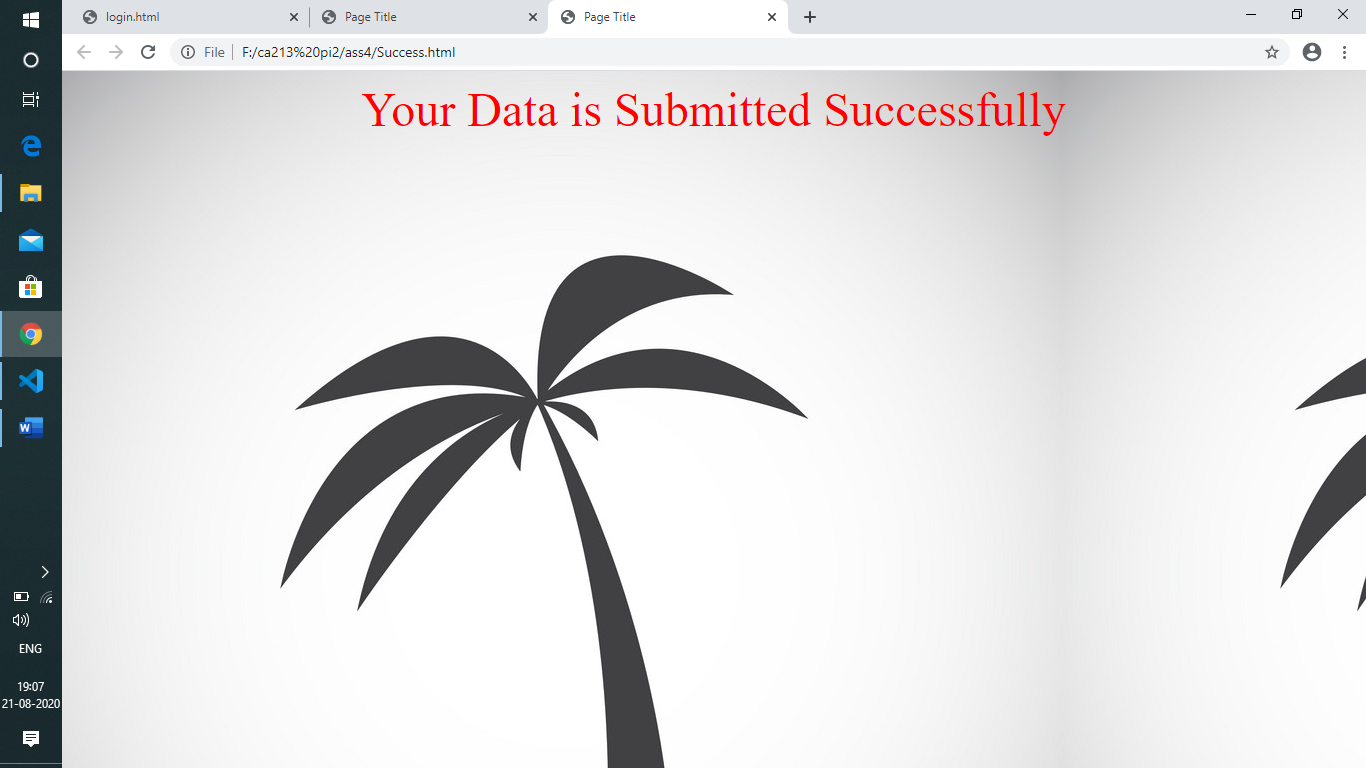 login.html
Page Title
Page Title
File
F:/ca213%20pi2/ass4/Success.html
Your Data is Submitted Successfully
W
ENG
19:07
21-08-2020